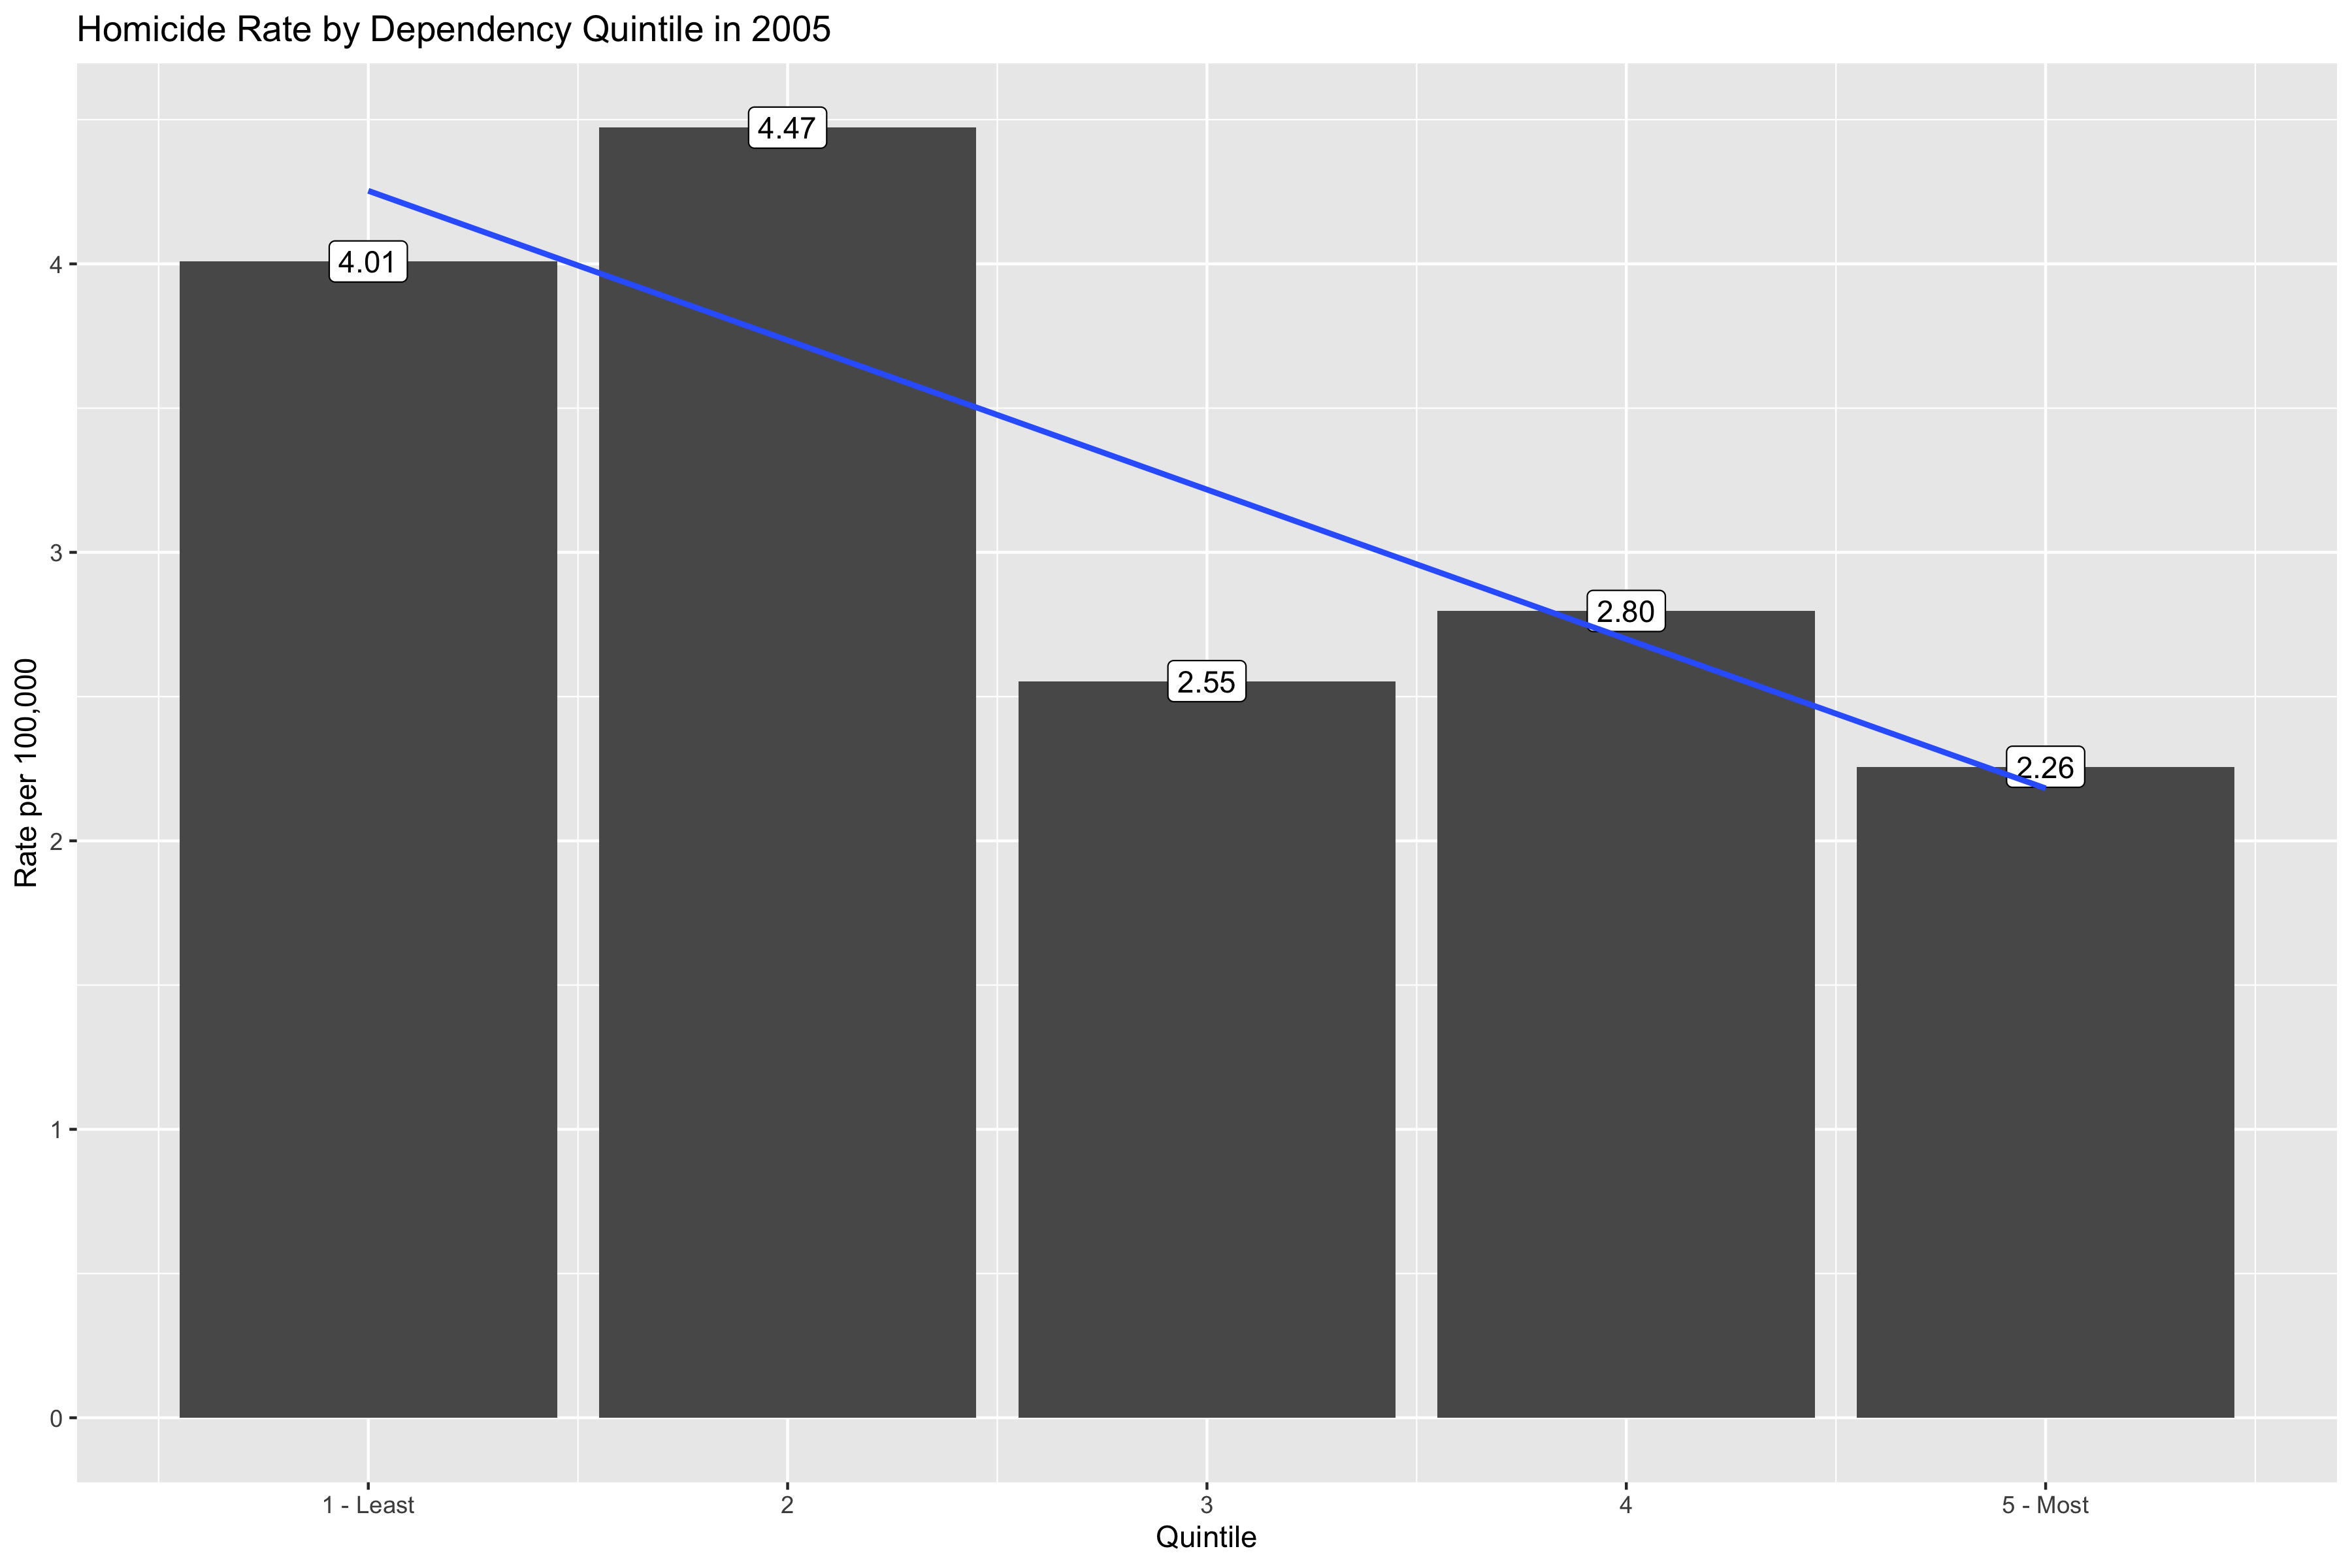 Homicide Rate by Dependency Quintile in 2005
Rate per 100,000
4
3
2
1
0
4.01
4.47
2.55
2.80
2.26
1 - Least
2
3
4
5 - Most
Quintile